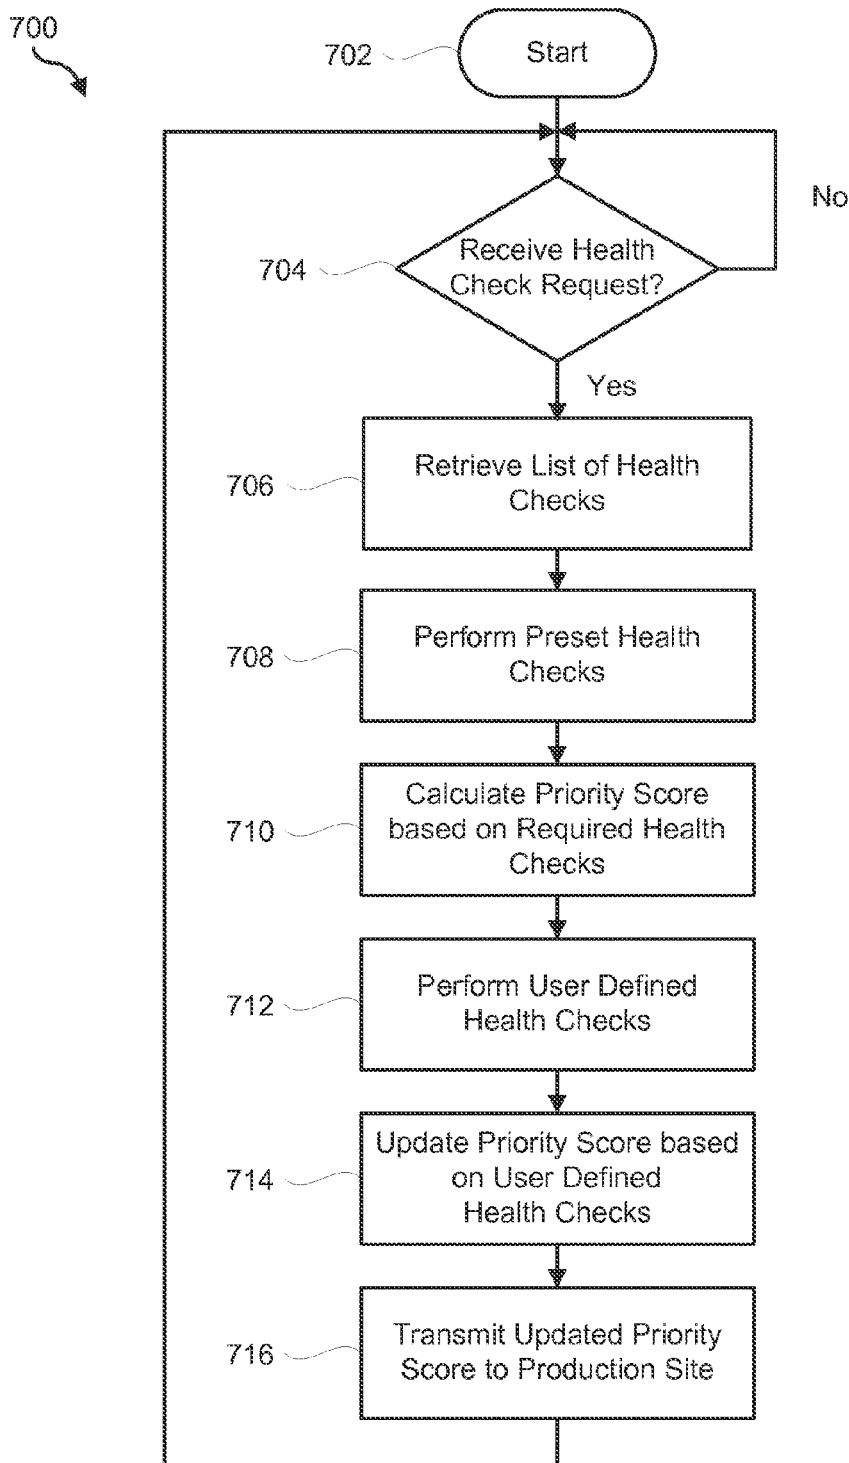 700
702
Start
No
704
Receive Health
Check Request?
Yes
706
Retrieve List of Health
Checks
708
Perform Preset Health
Checks
710
Calculate Priority Score
based on Required Health
Checks
712
Perform User Defined
Health Checks
714
Update Priority Score based
on User Defined
Health Checks
716
Transmit Updated Priority
Score to Production Site